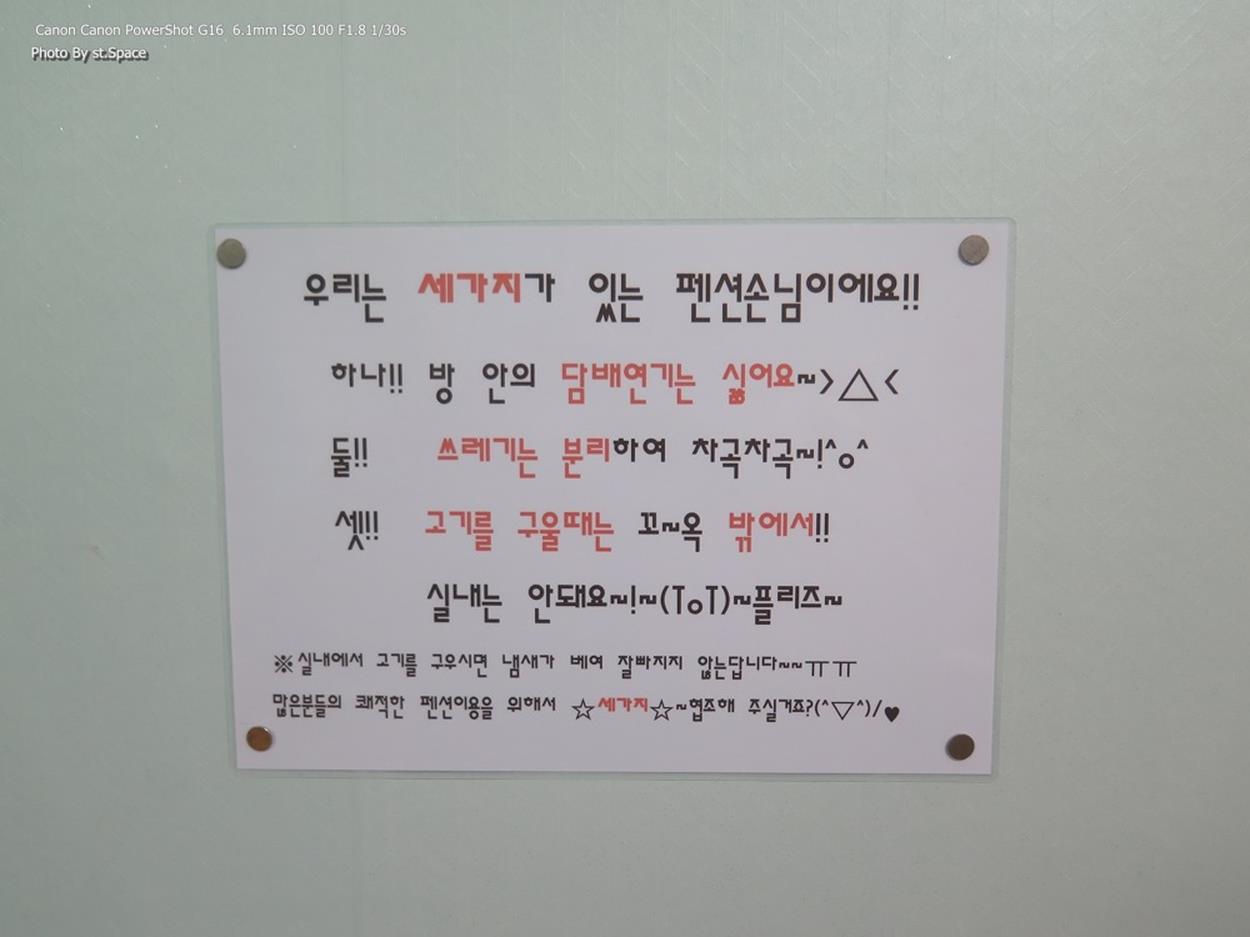 Canon Canon PowerShot G16 6.1mm ISO 100 F1.8 1/30s
Photo By st.Space
우리는 세가지가 있는 펜션손님이에요!!
하나!! 방 안의 담배연기는 싫어요~>△<
둘!! 쓰레기는 분리하여 차곡차곡~!^o^
셋!! 고기를 구울때는 꼬~옥 밖에서!!
실내는 안돼요~!~(ToT)~플리즈~
※실내에서 고기를 구우시면 냄새가 베여 잘빠지지 않는답니다~~ㅠㅠ
많은분들의 쾌적한 펜션이용을 위해서 ☆세가지☆~협조해 주실거죠?(^▽^)/♥